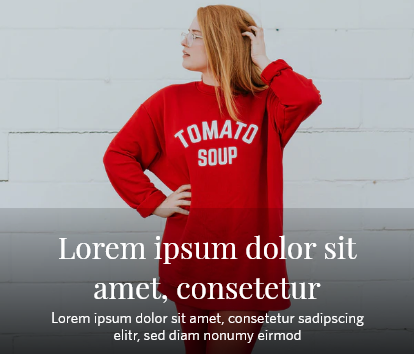 TOMATO
SOUP
Lorem ipsum dolor sit
amet, consetetur
Lorem ipsum dolor sit amet, consetetur sadipscing
elitr, sed diam nonumy eirmod